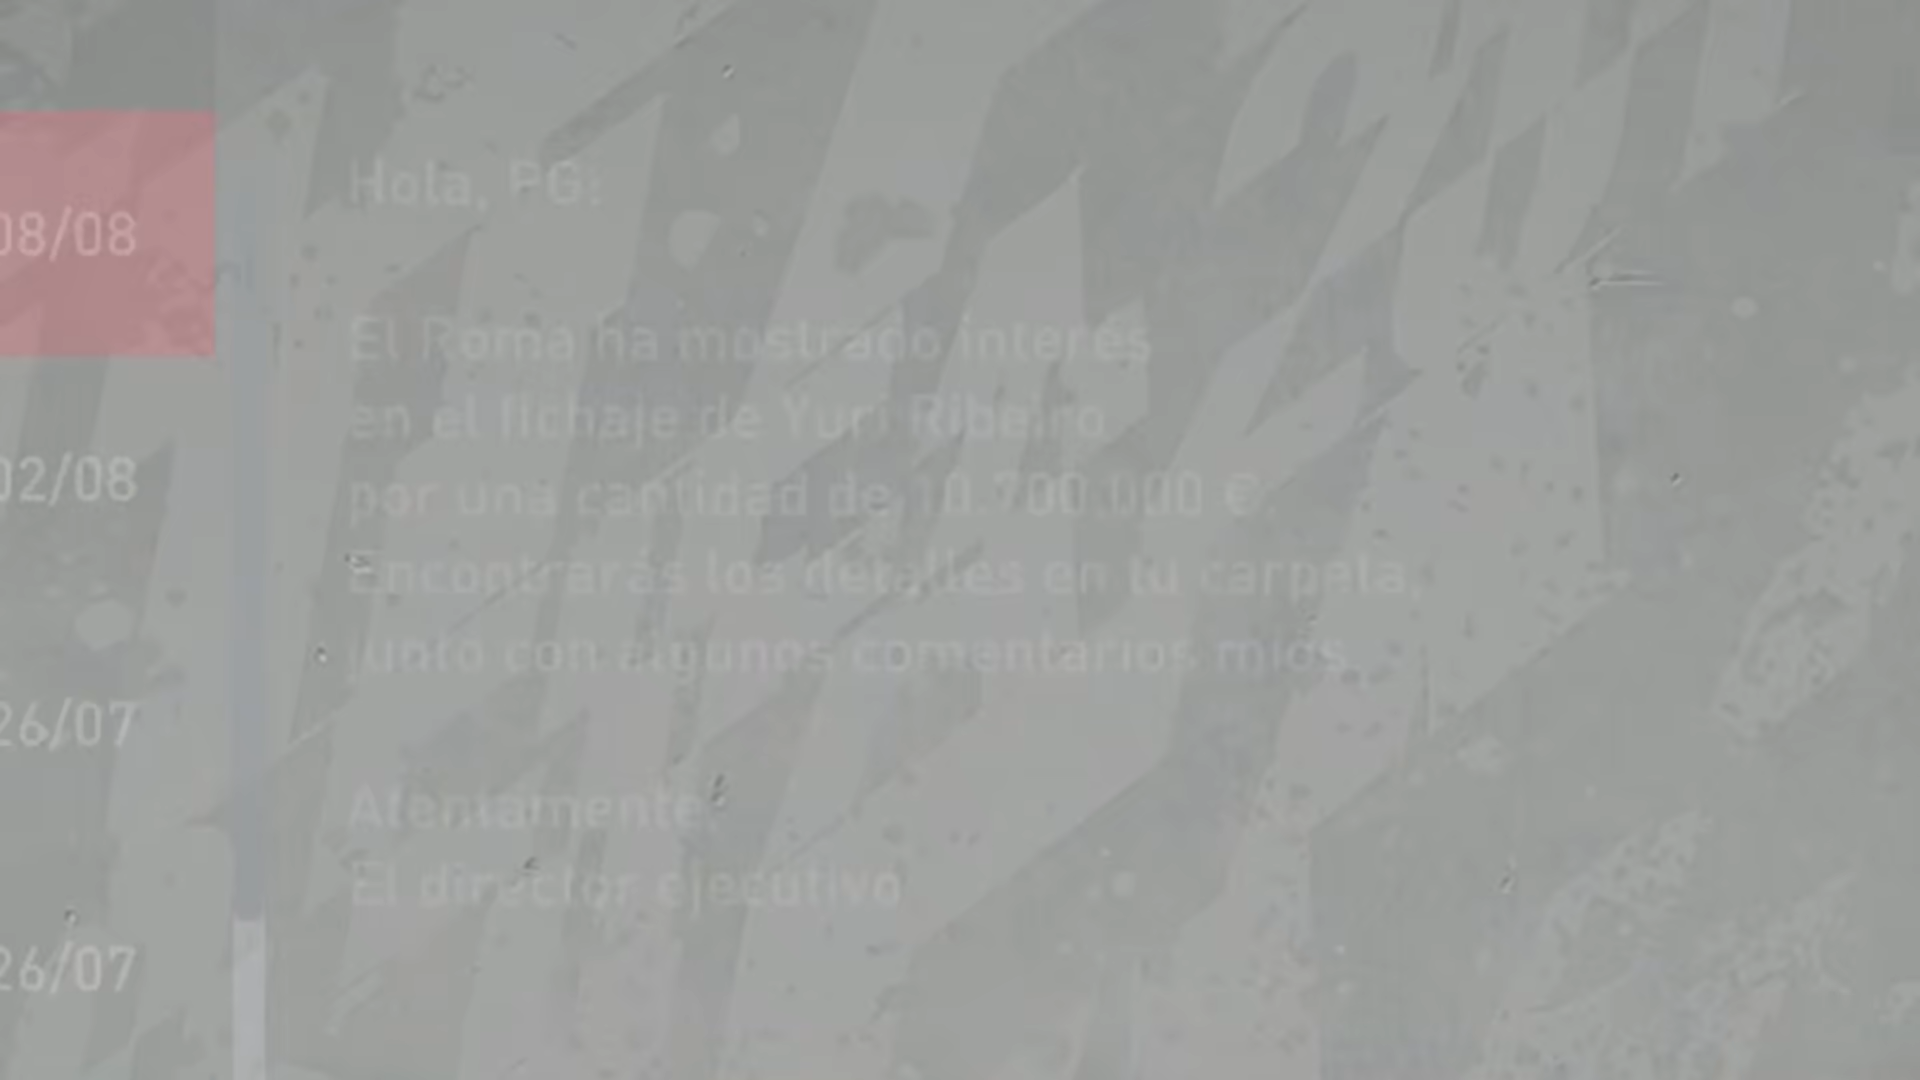 08/08
02/08
26/07
26/07
Hola, PG:
El Roma ha mostrado interés
en el fichaje de Yuri Ribeiro
por una cantidad de 10.700.000 €.
Encontrarás los detalles en tu carpeta,
junto con algunos comentarios míos.
Atentamente,
El director ejecutivo